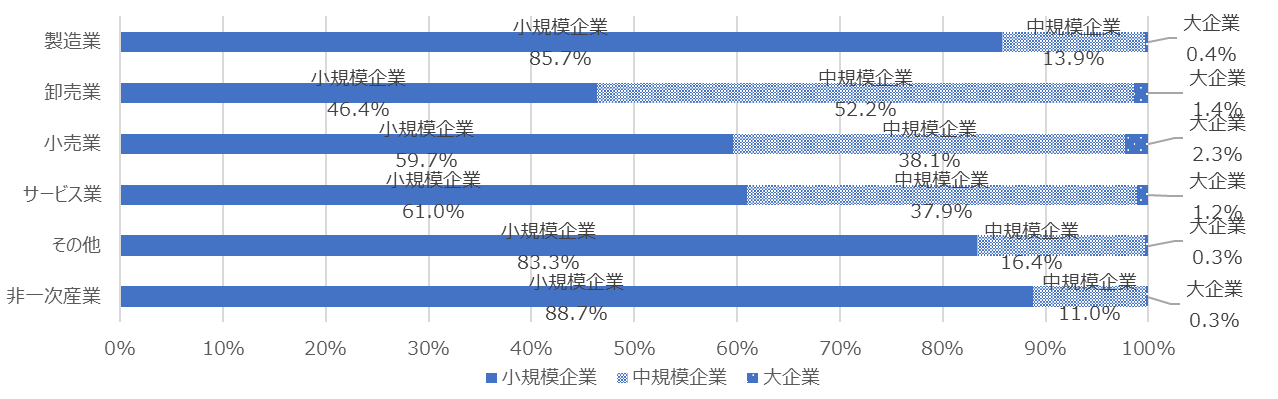 製造業 小規模企業 85.7% 中規模企業 13.9% 大企業 0.4%
卸売業 小規模企業 46.4% 中規模企業 52.2% 大企業 1.4%
小売業 小規模企業 59.7% 中規模企業 38.1% 大企業 2.3%
サービス業 小規模企業 61.0% 中規模企業 37.9% 大企業 1.2%
その他 小規模企業 83.3% 中規模企業 16.4% 大企業 0.3%
非一次産業 小規模企業 88.7% 中規模企業 11.0% 大企業 0.3%
0% 10% 20% 30% 40% 50% 60% 70% 80% 90% 100%
小規模企業 中規模企業 大企業